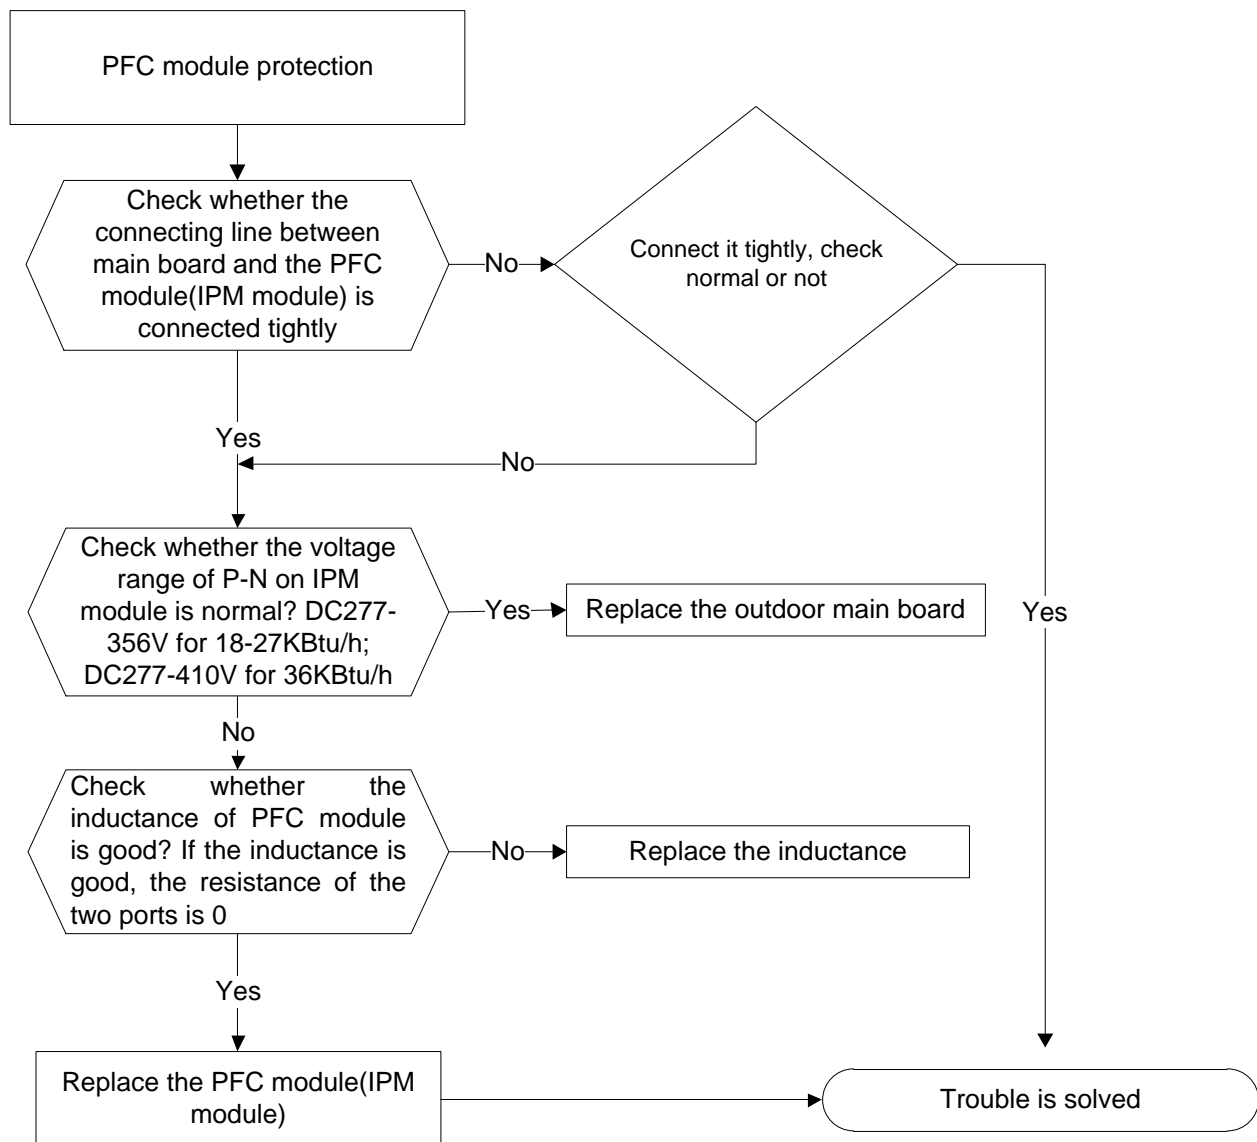 PFC module protection
Check whether the
connecting line between
main board and the PFC
module(IPM module) is
connected tightly
No
Connect it tightly, check
normal or not
Yes
No
Check whether the voltage
range of P-N on IPM
module is normal? DC277-
356V for 18-27KBtu/h;
DC277-410V for 36KBtu/h
Yes
Replace the outdoor main board
Yes
No
Check whether the
inductance of PFC module
is good? If the inductance is
good, the resistance of the
two ports is 0
No
Replace the inductance
Yes
Replace the PFC module(IPM
module)
Trouble is solved